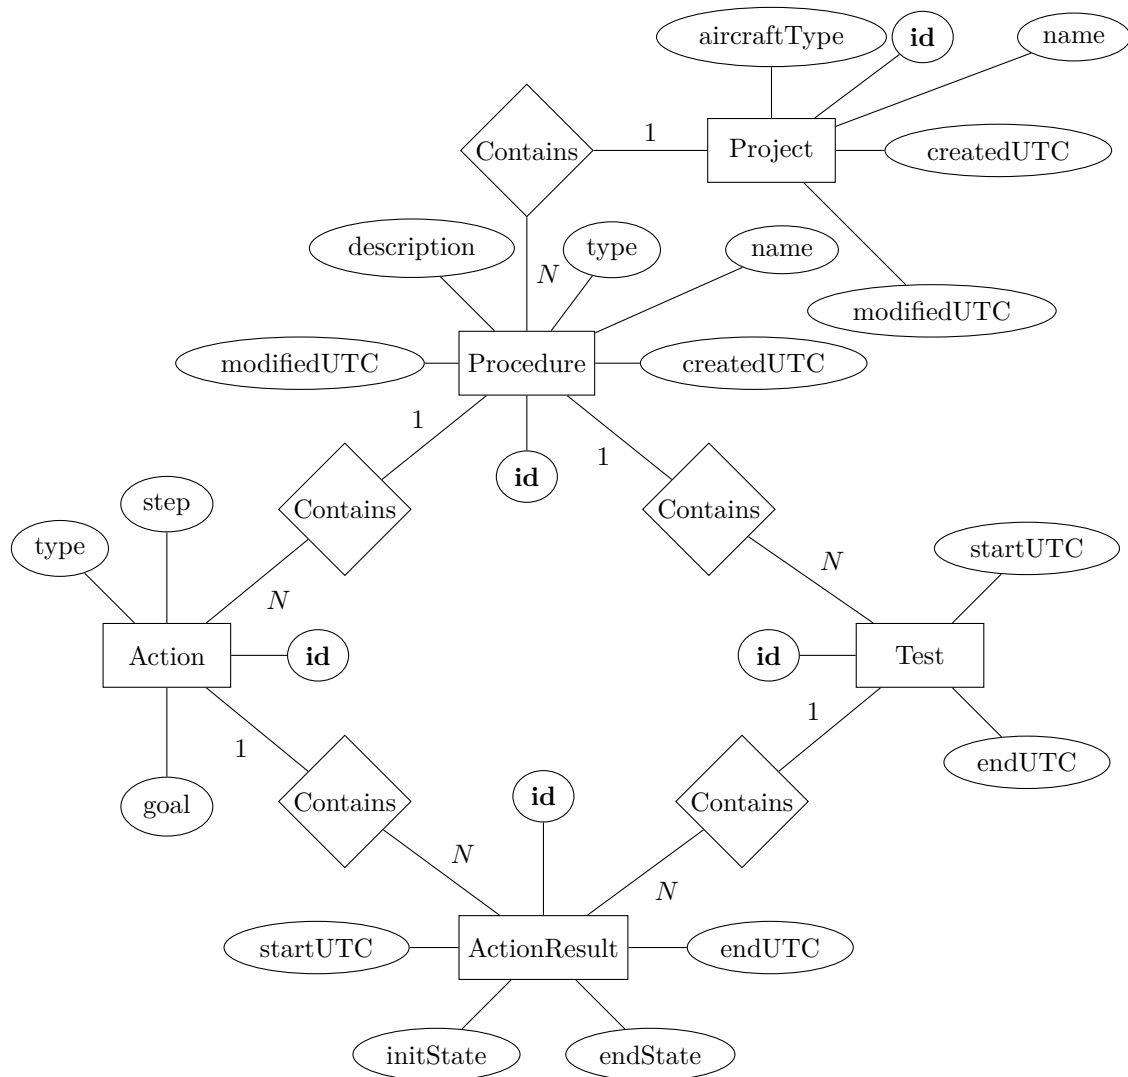 aircraftType
id
name
1
Contains
Project
createdUTC
description
type
name
N
modifiedUTC
modifiedUTC
Procedure
createdUTC
1
1
id
step
Contains
Contains
type
N
startUTC
N
Action
id
id
Test
1
1
endUTC
goal
Contains
id
Contains
N
N
startUTC
ActionResult
endUTC
initState
endState